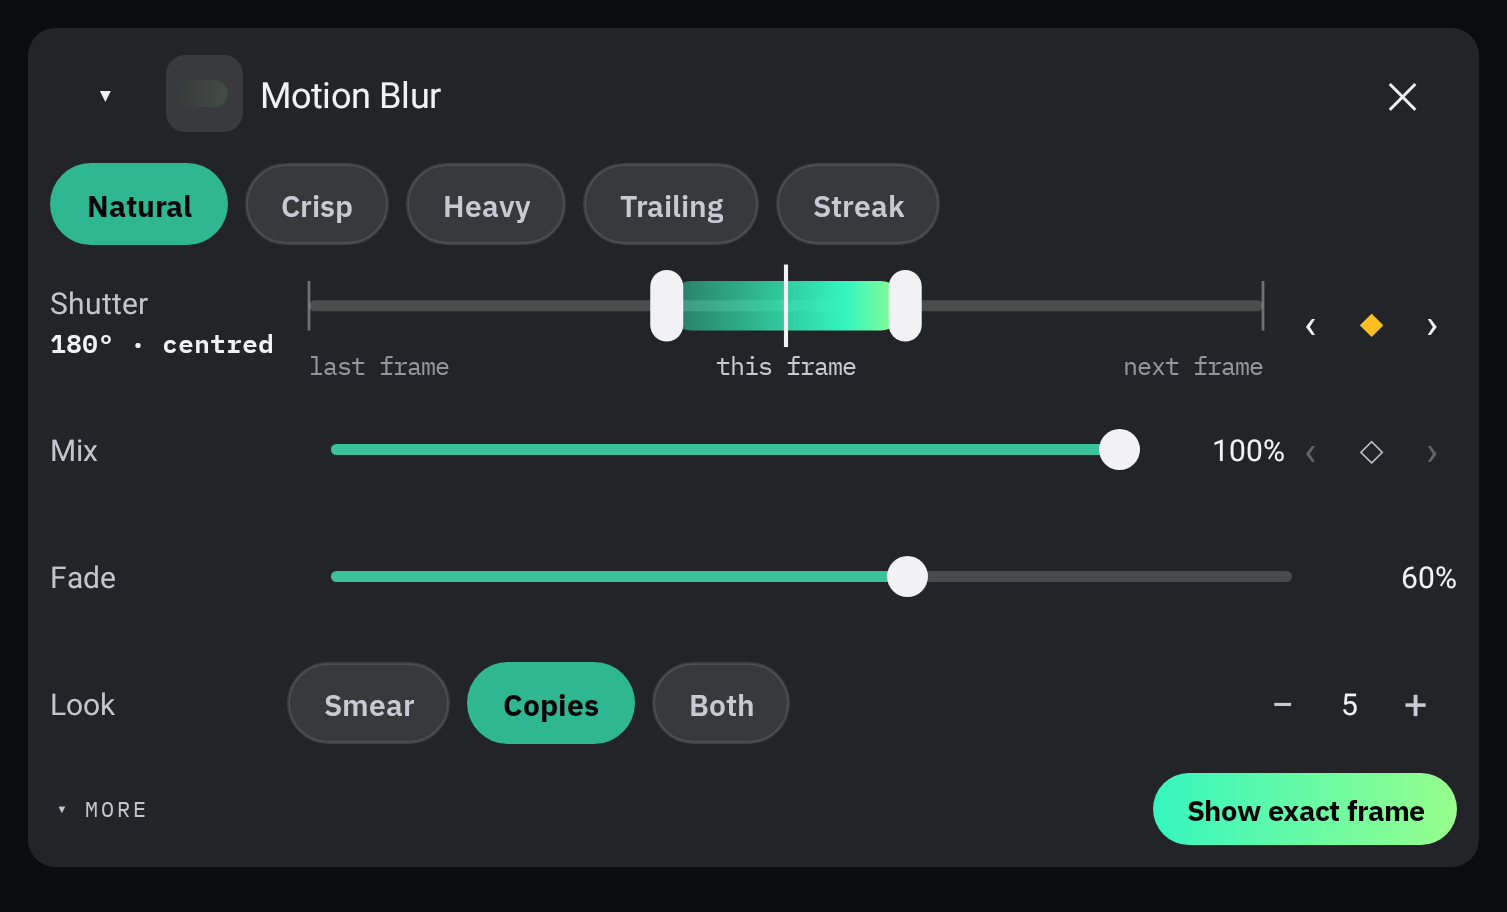 Motion Blur
Natural Crisp Heavy Trailing Streak
Shutter
180° · centred
last frame this frame next frame
Mix 100%
Fade 60%
Look Smear Copies Both − 5 +
MORE Show exact frame